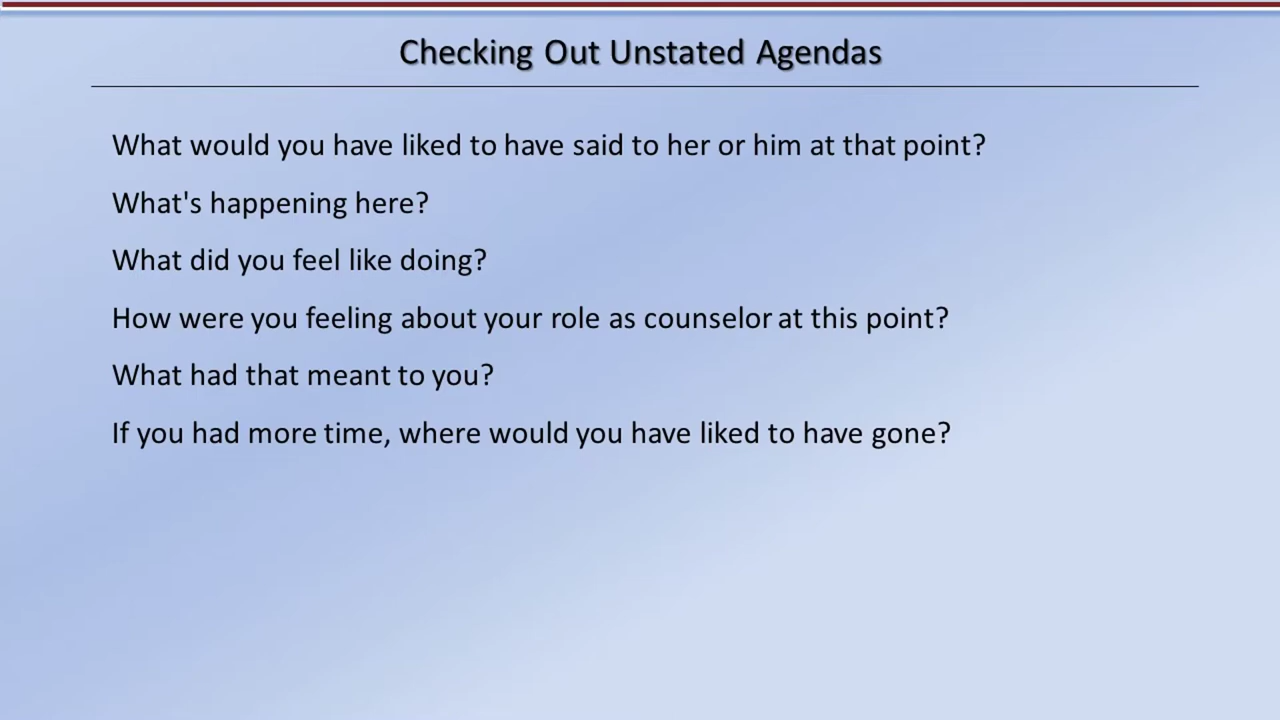 Checking Out Unstated Agendas
What would you have liked to have said to her or him at that point?
What's happening here?
What did you feel like doing?
How were you feeling about your role as counselor at this point?
What had that meant to you?
If you had more time, where would you have liked to have gone?